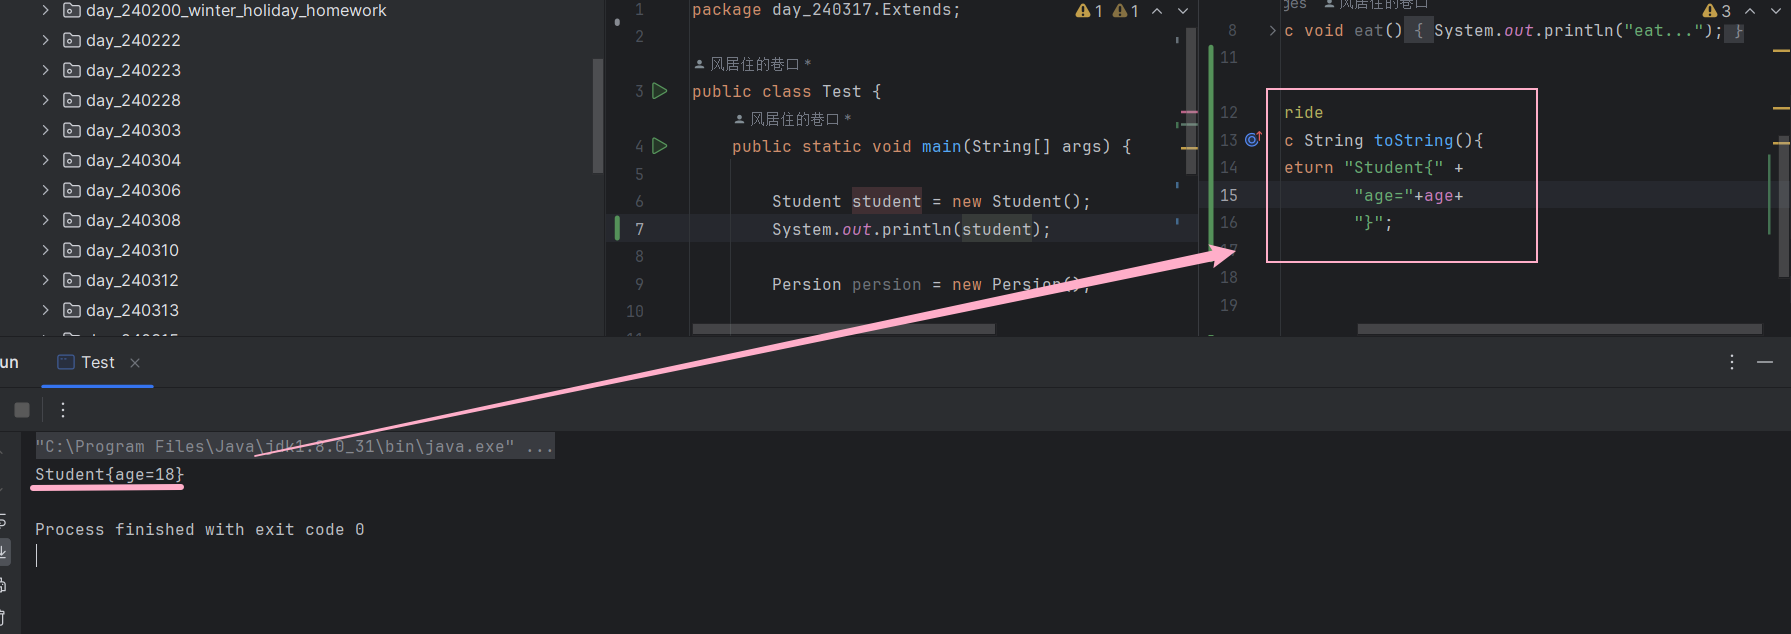 day_240200_winter_holiday_homework
day_240222
day_240223
day_240228
day_240303
day_240304
day_240306
day_240308
day_240310
day_240312
day_240313
1 package day_240317.Extends;
1 1
2
风居住的巷口 *
3 public class Test {
风居住的巷口 *
4 public static void main(String[] args) {
5
6 Student student = new Student();
7 System.out.println(student);
8
9 Persion persion = new Persion();
10
ges 风居住的巷口
3
8 c void eat() { System.out.println("eat..."); }
11
12 ride
13 c String toString(){
14 eturn "Student{" +
15 "age="+age+
16 "}";
17
18
19
un Test
"C:\Program Files\Java\jdk1.8.0_31\bin\java.exe" ...
Student{age=18}
Process finished with exit code 0